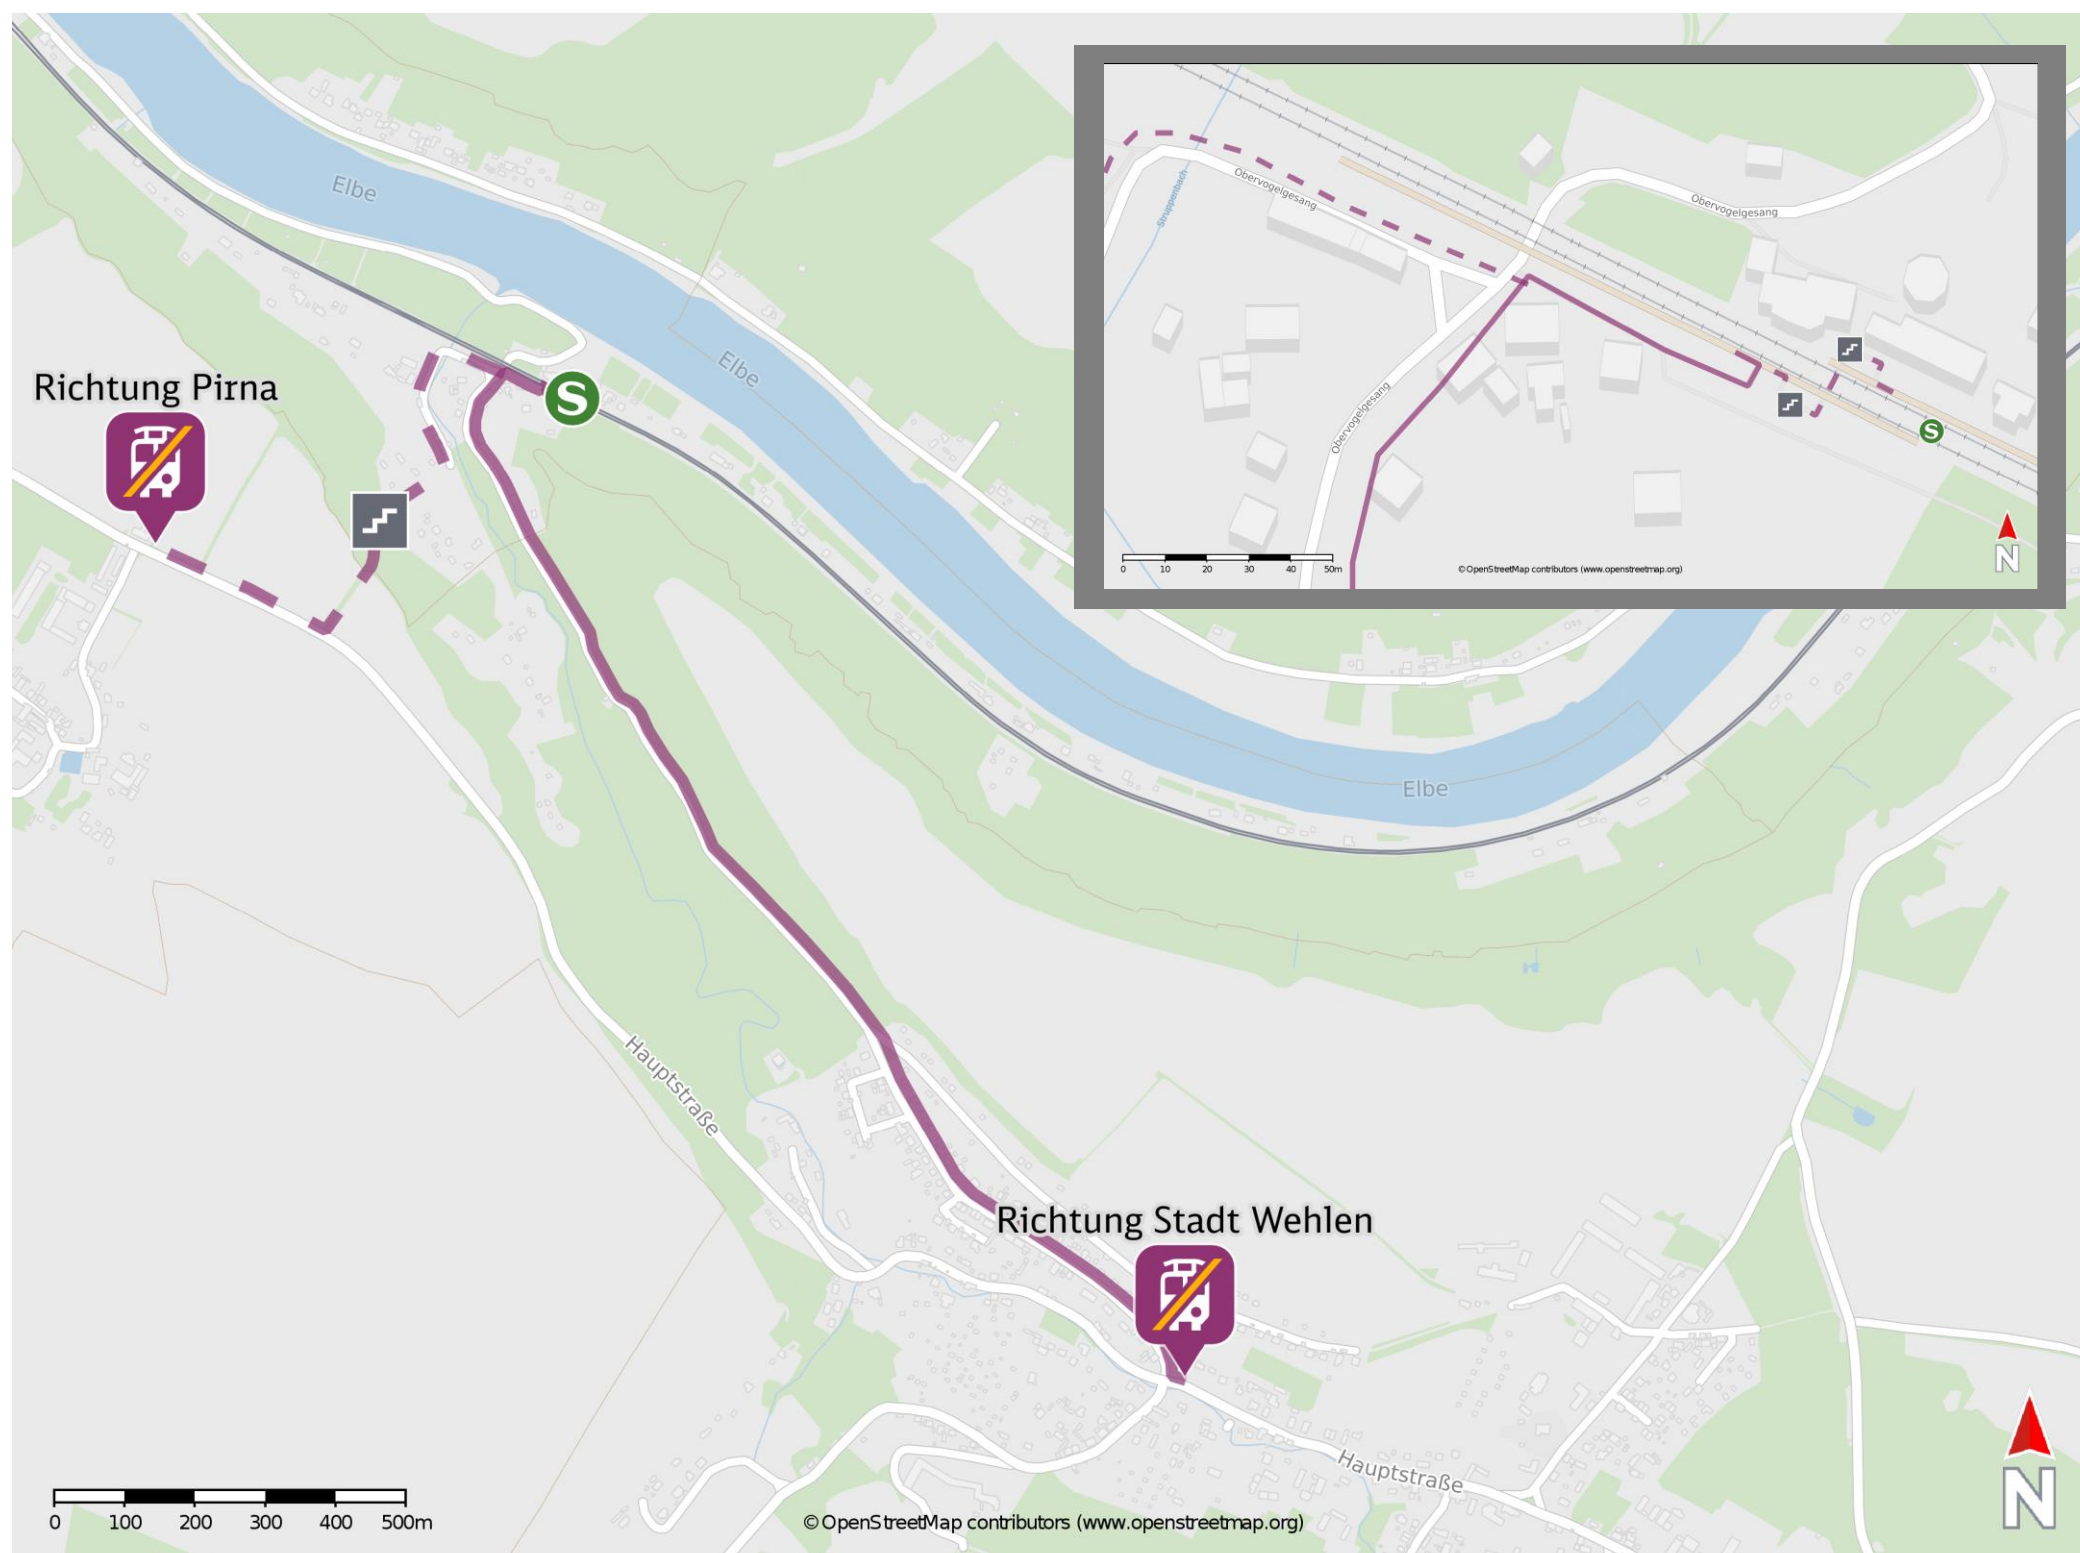 Elbe
Elbe
Elbe
Richtung Pirna
S
Hauptstraße
Richtung Stadt Wehlen
Hauptstraße
0 100 200 300 400 500m
© OpenStreetMap contributors (www.openstreetmap.org)
N
Struppenbach
Obervogelgesang
Obervogelgesang
Obervogelgesang
S
0 10 20 30 40 50m
© OpenStreetMap contributors (www.openstreetmap.org)
N